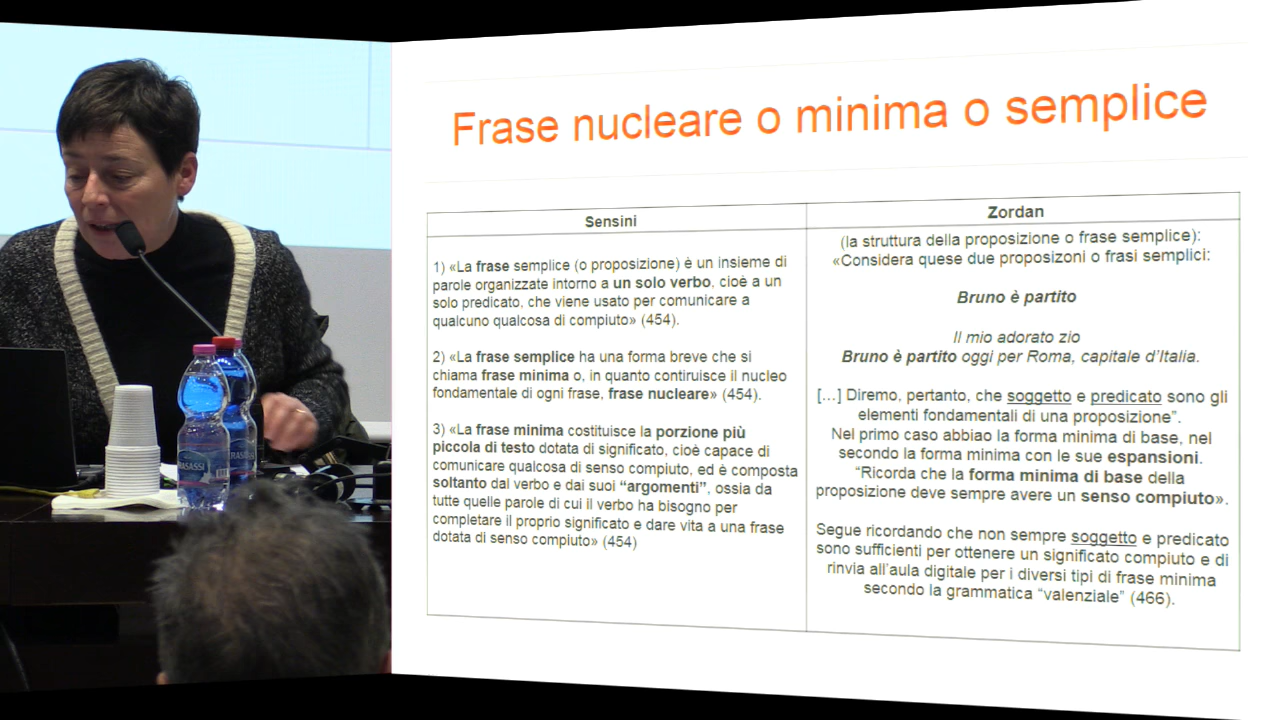 Frase nucleare o minima o semplice
Sensini
1) «La frase semplice (o proposizione) è un insieme di
parole organizzate intorno a un solo verbo, cioè a un
solo predicato, che viene usato per comunicare a
qualcuno qualcosa di compiuto» (454).
2) «La frase semplice ha una forma breve che si
chiama frase minima o, in quanto contiruisce il nucleo
fondamentale di ogni frase, frase nucleare» (454).
3) «La frase minima costituisce la porzione più
piccola di testo dotata di significato, cioè capace di
comunicare qualcosa di senso compiuto, ed è composta
soltanto dal verbo e dai suoi “argomenti”, ossia da
tutte quelle parole di cui il verbo ha bisogno per
completare il proprio significato e dare vita a una frase
dotata di senso compiuto» (454)
Zordan
(la struttura della proposizione o frase semplice):
«Considera quese due proposizoni o frasi semplici:
Bruno è partito
Il mio adorato zio
Bruno è partito oggi per Roma, capitale d’Italia.
[…] Diremo, pertanto, che soggetto e predicato sono gli
elementi fondamentali di una proposizione”.
Nel primo caso abbiao la forma minima di base, nel
secondo la forma minima con le sue espansioni.
“Ricorda che la forma minima di base della
proposizione deve sempre avere un senso compiuto».
Segue ricordando che non sempre soggetto e predicato
sono sufficienti per ottenere un significato compiuto e di
rinvia all’aula digitale per i diversi tipi di frase minima
secondo la grammatica “valenziale” (466).